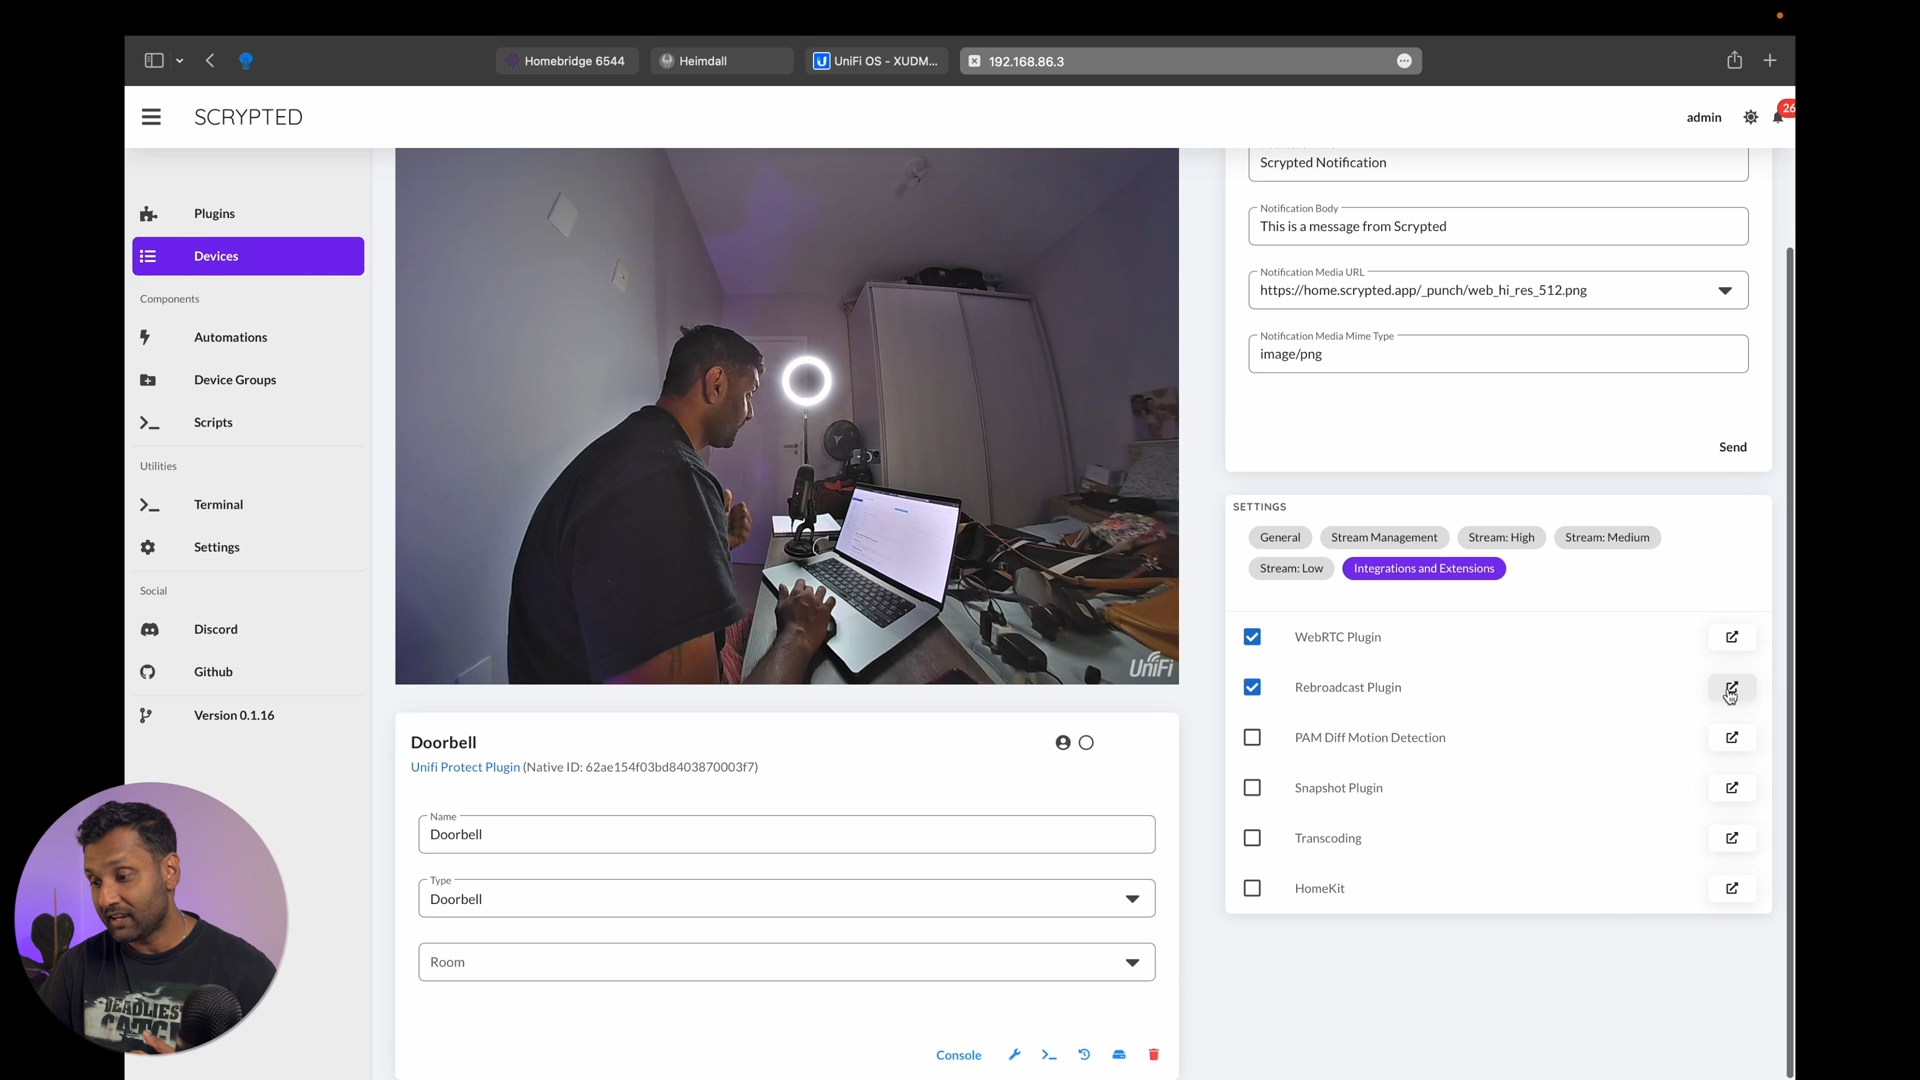 Homebridge 6544
Heimdall
UniFi OS - XUDM...
192.168.86.3
SCRYPTED
admin
26
Plugins
Devices
Components
Automations
Device Groups
Scripts
Utilities
Terminal
Settings
Social
Discord
Github
Version 0.1.16
UniFi
Doorbell
Unifi Protect Plugin (Native ID: 62ae154f03bd8403870003f7)
Name
Doorbell
Type
Doorbell
Room
Console
Scrypted Notification
Notification Body
This is a message from Scrypted
Notification Media URL
https://home.scrypted.app/_punch/web_hi_res_512.png
Notification Media Mime Type
image/png
Send
SETTINGS
General
Stream Management
Stream: High
Stream: Medium
Stream: Low
Integrations and Extensions
WebRTC Plugin
Rebroadcast Plugin
PAM Diff Motion Detection
Snapshot Plugin
Transcoding
HomeKit
DEADLIES
CATC